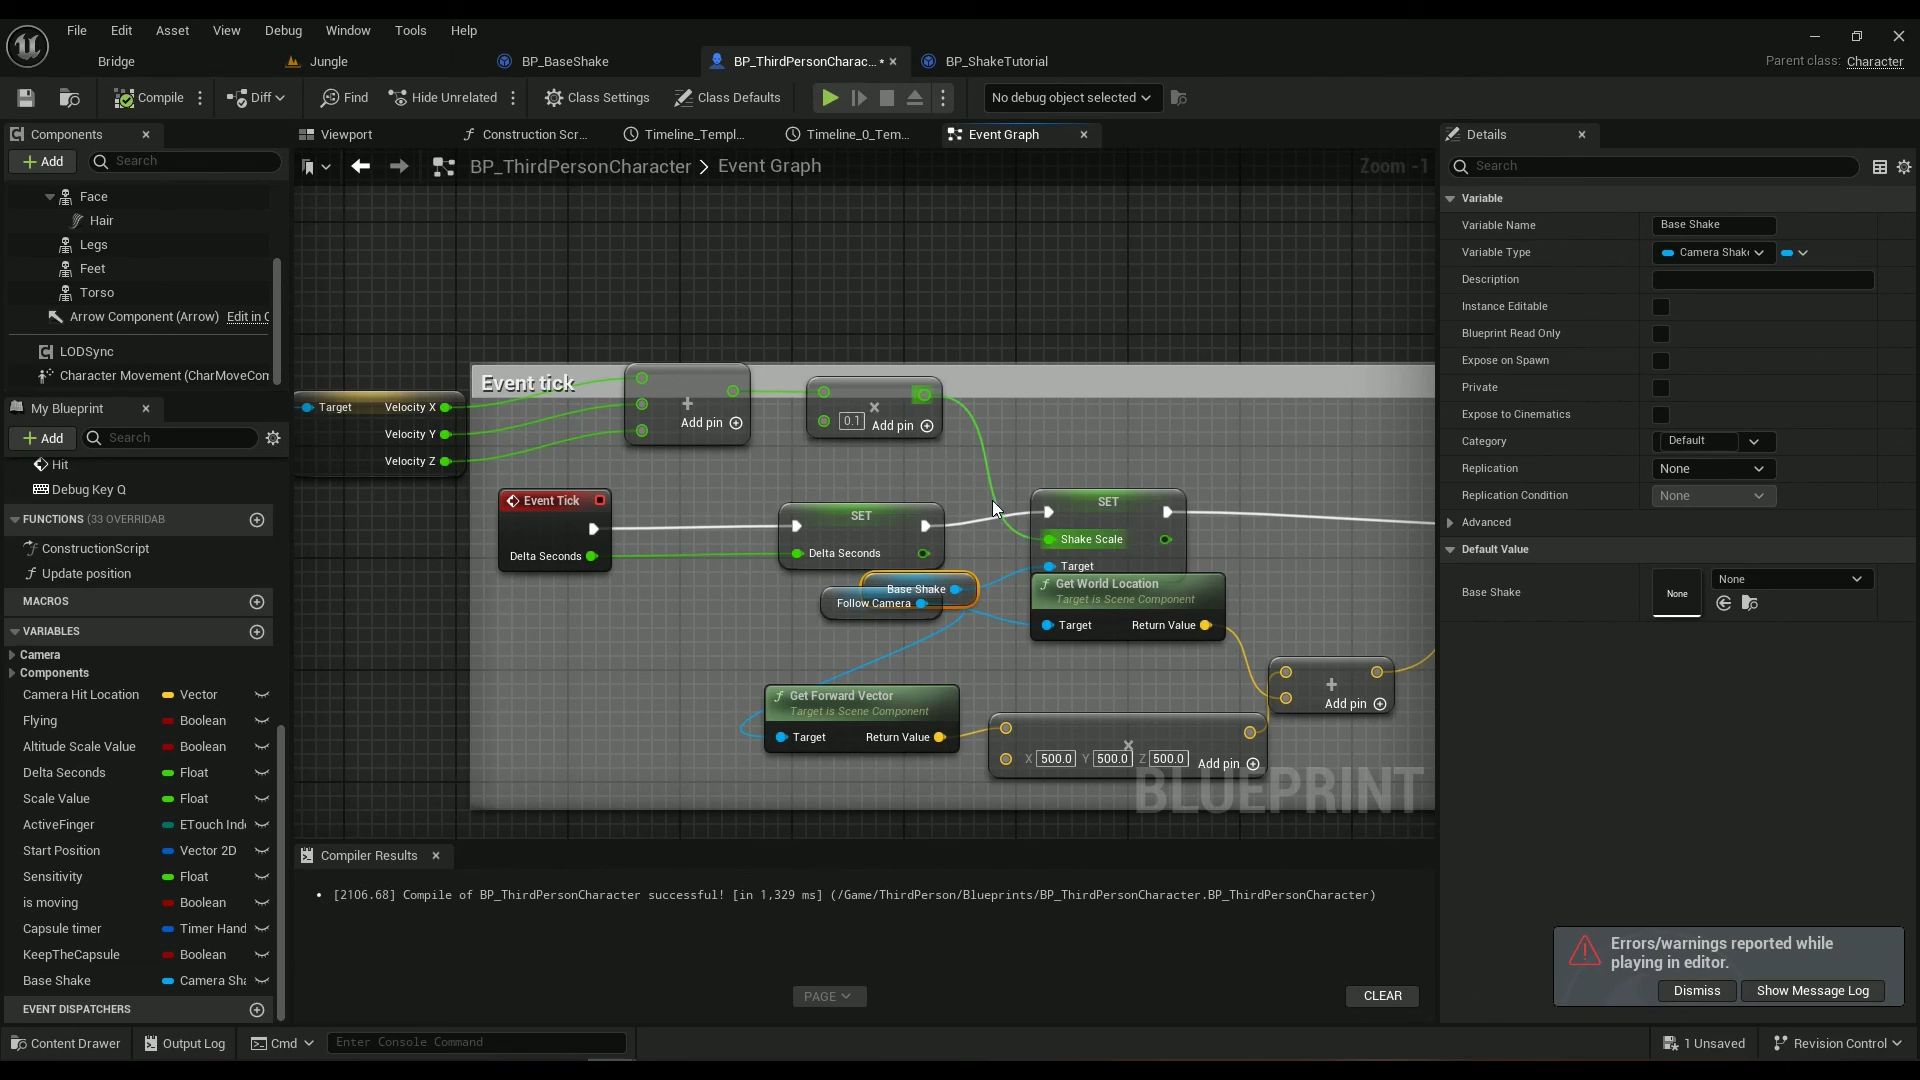 File Edit Asset View Debug Window Tools Help
Bridge Jungle BP_BaseShake BP_ThirdPersonCharac... • × BP_ShakeTutorial Parent class: Character
Compile Diff Find Hide Unrelated Class Settings Class Defaults No debug object selected
Components ×
Add Search
Face
Hair
Legs
Feet
Torso
Arrow Component (Arrow) Edit in C
LODSync
Character Movement (CharMoveCom
My Blueprint ×
Add Search
Hit
Debug Key Q
FUNCTIONS (33 OVERRIDAB
ConstructionScript
Update position
MACROS
VARIABLES
Camera
Components
Camera Hit Location Vector
Flying Boolean
Altitude Scale Value Boolean
Delta Seconds Float
Scale Value Float
ActiveFinger ETouch Inde
Start Position Vector 2D
Sensitivity Float
is moving Boolean
Capsule timer Timer Hand
KeepTheCapsule Boolean
Base Shake Camera Sha
EVENT DISPATCHERS
Viewport Construction Scr... Timeline_Templ... Timeline_0_Tem... Event Graph ×
BP_ThirdPersonCharacter > Event Graph Zoom -1
Event tick
Target Velocity X
Velocity Y
Velocity Z
+
Add pin
×
0.1 Add pin
Event Tick
Delta Seconds
SET
Delta Seconds
SET
Shake Scale
Target
Base Shake
Follow Camera
Get World Location
Target is Scene Component
Target Return Value
Get Forward Vector
Target is Scene Component
Target Return Value
×
X 500.0 Y 500.0 Z 500.0 Add pin
+
Add pin
BLUEPRINT
Compiler Results ×
[2106.68] Compile of BP_ThirdPersonCharacter successful! [in 1,329 ms] (/Game/ThirdPerson/Blueprints/BP_ThirdPersonCharacter.BP_ThirdPersonCharacter)
PAGE CLEAR
Details ×
Search
Variable
Variable Name Base Shake
Variable Type Camera Shake
Description
Instance Editable
Blueprint Read Only
Expose on Spawn
Private
Expose to Cinematics
Category Default
Replication None
Replication Condition None
Advanced
Default Value
Base Shake None None
Errors/warnings reported while
playing in editor.
Dismiss Show Message Log
Content Drawer Output Log Cmd Enter Console Command 1 Unsaved Revision Control